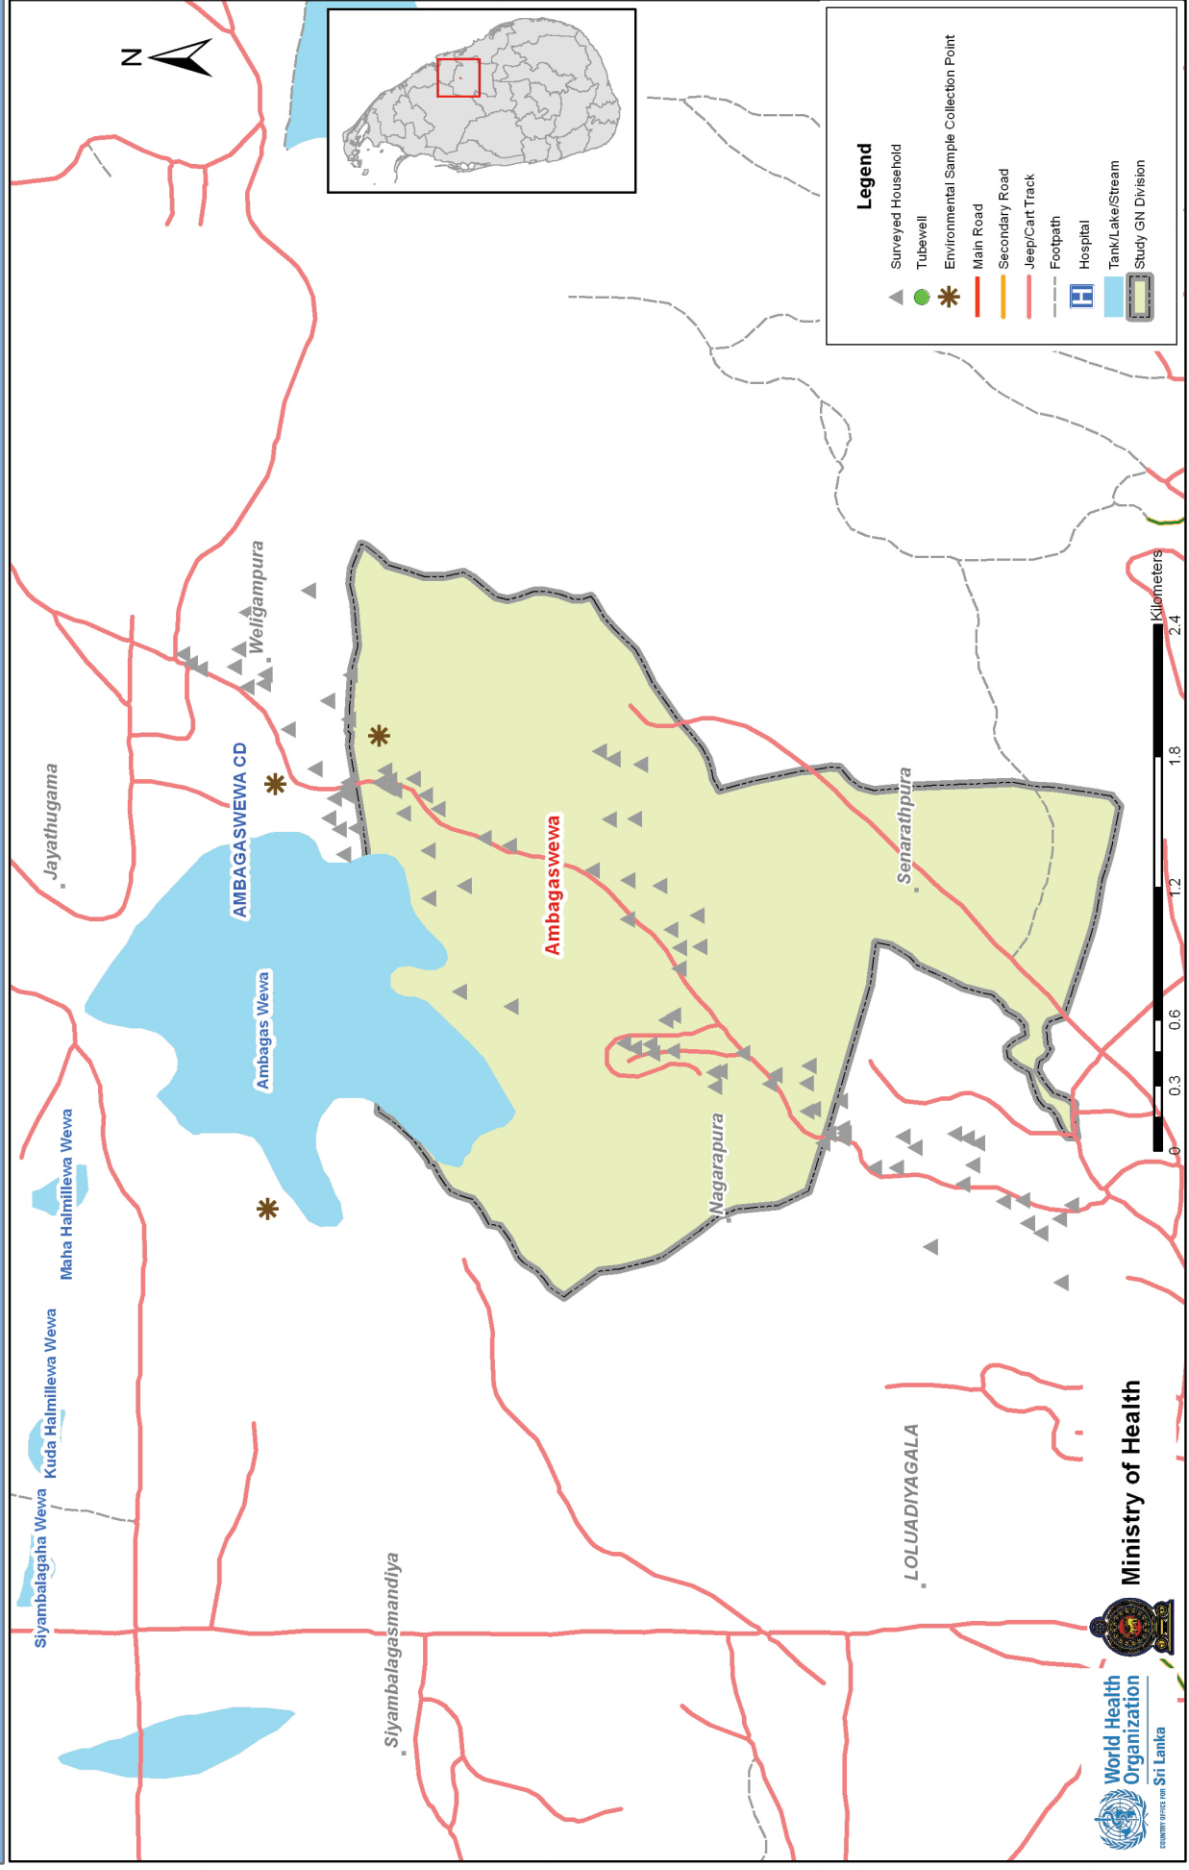 N
Siyambalagaha Wewa
Kuda Halmillewa Wewa
Maha Halmillewa Wewa
Jayathugama
Ambagas Wewa
AMBAGASWEWA CD
Weligampura
Siyambalagasmandiya
Ambagaswewa
Nagarapura
LOLUADIYAGALA
Senarathpura
Legend
Surveyed Household
Tubewell
Environmental Sample Collection Point
Main Road
Secondary Road
Jeep/Cart Track
Footpath
H Hospital
Tank/Lake/Stream
Study GN Division
World Health
Organization
COUNTRY OFFICE FOR Sri Lanka
Ministry of Health
Kilometers
0 0.3 0.6 1.2 1.8 2.4